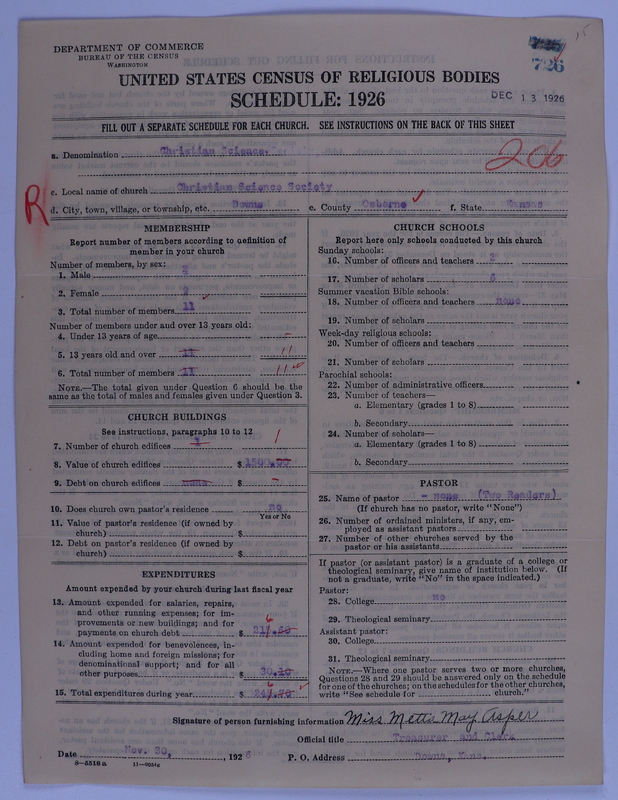 DEPARTMENT OF COMMERCE
BUREAU OF THE CENSUS
WASHINGTON
726
UNITED STATES CENSUS OF RELIGIOUS BODIES
SCHEDULE: 1926
DEC 13 1926
FILL OUT A SEPARATE SCHEDULE FOR EACH CHURCH. SEE INSTRUCTIONS ON THE BACK OF THIS SHEET
a. Denomination Christian Science.
206
c. Local name of church Christian Science Society
R
d. City, town, village, or township, etc. Downs e. County Osborne f. State Kansas
MEMBERSHIP
Report number of members according to definition of
member in your church
Number of members, by sex:
1. Male 2
2. Female 9
3. Total number of members 11
Number of members under and over 13 years old:
4. Under 13 years of age -
5. 13 years old and over 11 11
6. Total number of members 11 11
NOTE.—The total given under Question 6 should be the
same as the total of males and females given under Question 3.
CHURCH BUILDINGS
See instructions, paragraphs 10 to 12
7. Number of church edifices 1 1
8. Value of church edifices $ 1500.00
9. Debt on church edifices none $ -
10. Does church own pastor's residence no
Yes or No
11. Value of pastor's residence (if owned by
church) $
12. Debt on pastor's residence (if owned by
church) $
EXPENDITURES
Amount expended by your church during last fiscal year
13. Amount expended for salaries, repairs,
and other running expenses; for im-
provements or new buildings; and for
payments on church debt $
14. Amount expended for benevolences, in-
cluding home and foreign missions; for
denominational support; and for all
other purposes $ 30.10
15. Total expenditures during year $
CHURCH SCHOOLS
Report here only schools conducted by this church
Sunday schools:
16. Number of officers and teachers 2
17. Number of scholars 6
Summer vacation Bible schools:
18. Number of officers and teachers none
19. Number of scholars
Week-day religious schools:
20. Number of officers and teachers
21. Number of scholars
Parochial schools:
22. Number of administrative officers
23. Number of teachers—
a. Elementary (grades 1 to 8)
b. Secondary
24. Number of scholars—
a. Elementary (grades 1 to 8)
b. Secondary
PASTOR
25. Name of pastor - none (Two Readers)
(If church has no pastor, write "None")
26. Number of ordained ministers, if any, em-
ployed as assistant pastors
27. Number of other churches served by the
pastor or his assistants
If pastor (or assistant pastor) is a graduate of a college or
theological seminary, give name of institution below. (If
not a graduate, write "No" in the space indicated.)
Pastor:
28. College no
29. Theological seminary
Assistant pastor:
30. College
31. Theological seminary
NOTE.—Where one pastor serves two or more churches,
Questions 28 and 29 should be answered only on the schedule
for one of the churches; on the schedules for the other churches,
write "See schedule for church."
Signature of person furnishing information Miss Metta May Asper
Official title Treasurer and Clerk
Date Nov. 30, 1926 P. O. Address Downs, Kans.
8—5516 a 11—9034a